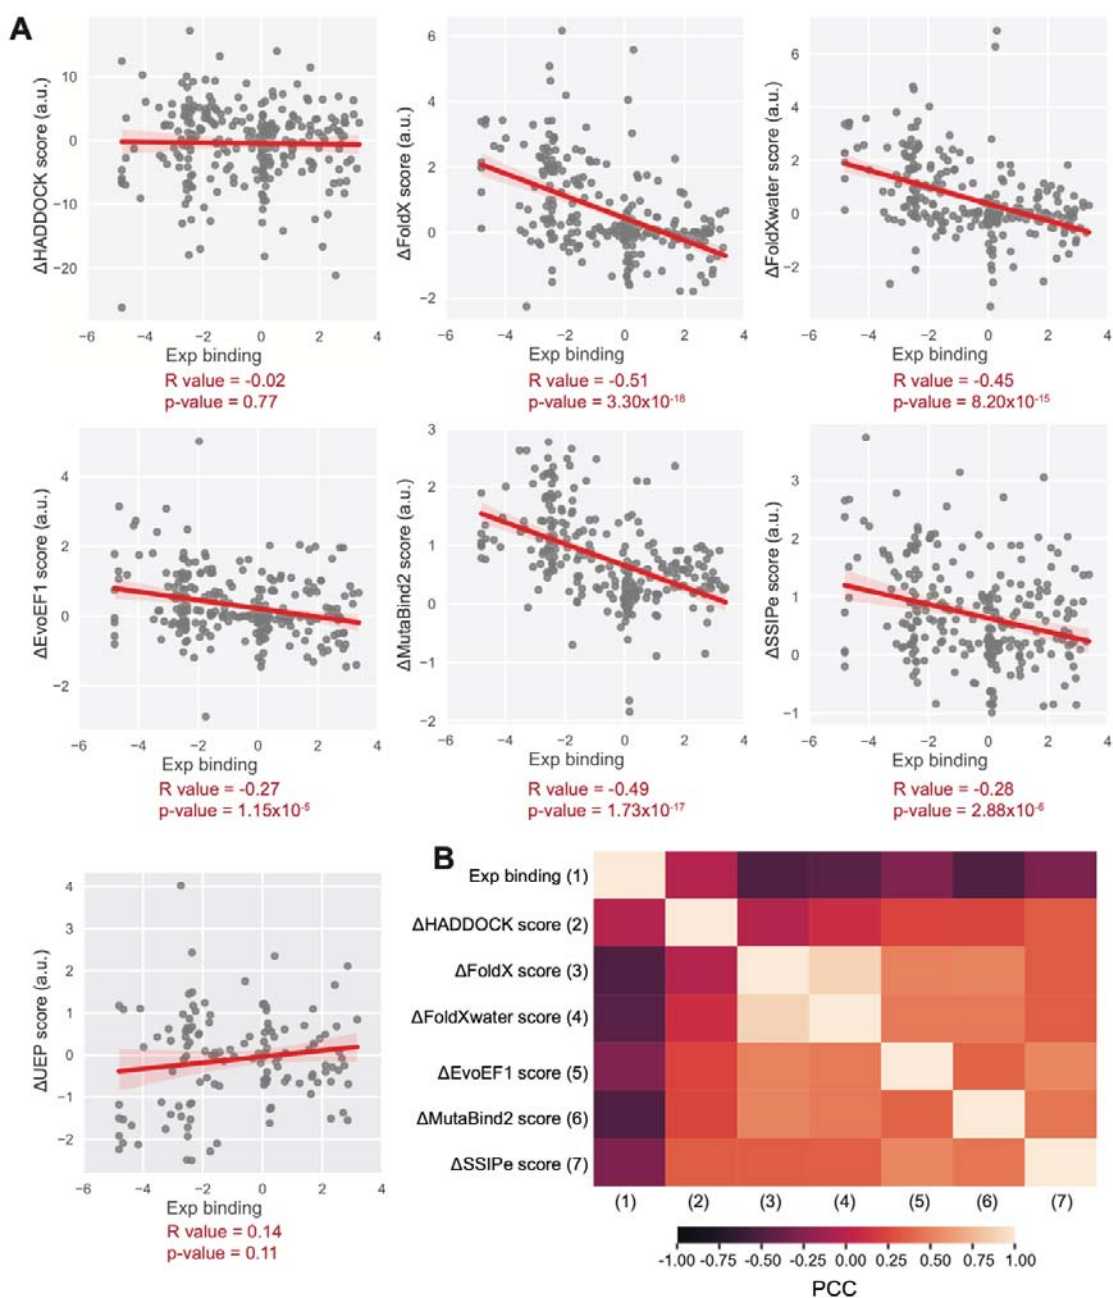 A
ΔHADDOCK score (a.u.)
10
0
−10
−20
−6 −4 −2 0 2 4
Exp binding
R value = -0.02
p-value = 0.77
ΔFoldX score (a.u.)
6
4
2
0
−2
−6 −4 −2 0 2 4
Exp binding
R value = -0.51
p-value = 3.30x10⁻¹⁸
ΔFoldXwater score (a.u.)
6
4
2
0
−2
−6 −4 −2 0 2 4
Exp binding
R value = -0.45
p-value = 8.20x10⁻¹⁵
ΔEvoEF1 score (a.u.)
4
2
0
−2
−6 −4 −2 0 2 4
Exp binding
R value = -0.27
p-value = 1.15x10⁻⁵
ΔMutaBind2 score (a.u.)
3
2
1
0
−1
−2
−6 −4 −2 0 2 4
Exp binding
R value = -0.49
p-value = 1.73x10⁻¹⁷
ΔSSIPe score (a.u.)
3
2
1
0
−1
−6 −4 −2 0 2 4
Exp binding
R value = -0.28
p-value = 2.88x10⁻⁶
ΔUEP score (a.u.)
4
3
2
1
0
−1
−2
−6 −4 −2 0 2 4
Exp binding
R value = 0.14
p-value = 0.11
B
Exp binding (1)
ΔHADDOCK score (2)
ΔFoldX score (3)
ΔFoldXwater score (4)
ΔEvoEF1 score (5)
ΔMutaBind2 score (6)
ΔSSIPe score (7)
(1) (2) (3) (4) (5) (6) (7)
-1.00 -0.75 -0.50 -0.25 0.00 0.25 0.50 0.75 1.00
PCC